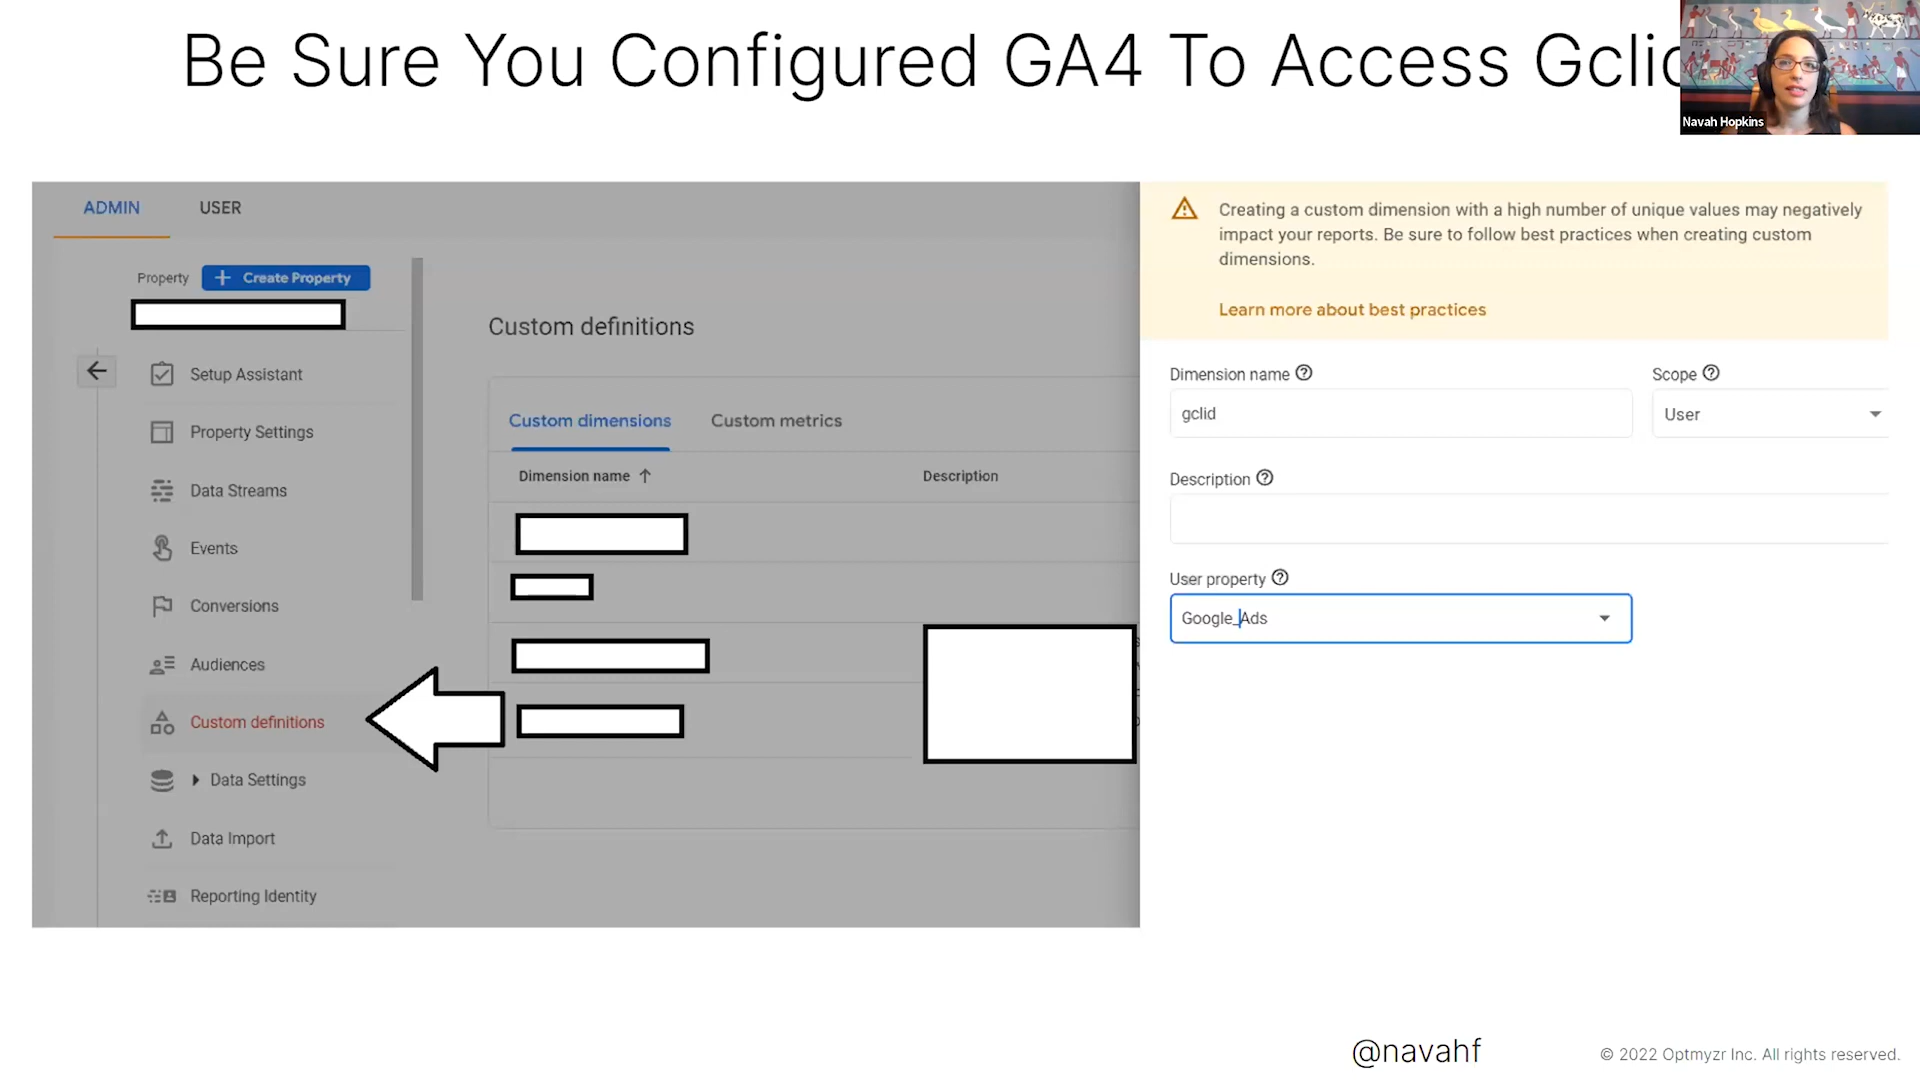 Be Sure You Configured GA4 To Access Gclid
Navah Hopkins
ADMIN
USER
Property
+ Create Property
Setup Assistant
Property Settings
Data Streams
Events
Conversions
Audiences
Custom definitions
Data Settings
Data Import
Reporting Identity
Custom definitions
Custom dimensions
Custom metrics
Dimension name ↑
Description
Creating a custom dimension with a high number of unique values may negatively
impact your reports. Be sure to follow best practices when creating custom
dimensions.
Learn more about best practices
Dimension name
Scope
gclid
User
Description
User property
Google_Ads
@navahf
© 2022 Optmyzr Inc. All rights reserved.